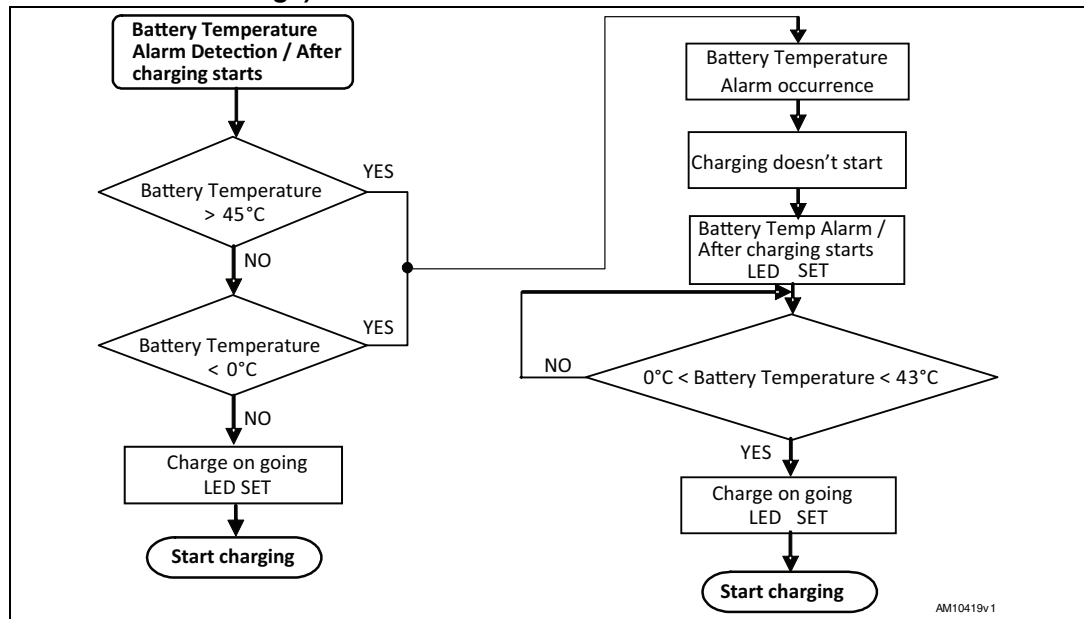 Battery Temperature
Alarm Detection / After
charging starts
Battery Temperature
> 45°C
YES
NO
Battery Temperature
< 0°C
YES
NO
Charge on going
LED SET
Start charging
Battery Temperature
Alarm occurrence
Charging doesn't start
Battery Temp Alarm /
After charging starts
LED SET
NO
0°C < Battery Temperature < 43°C
YES
Charge on going
LED SET
Start charging
AM10419v1